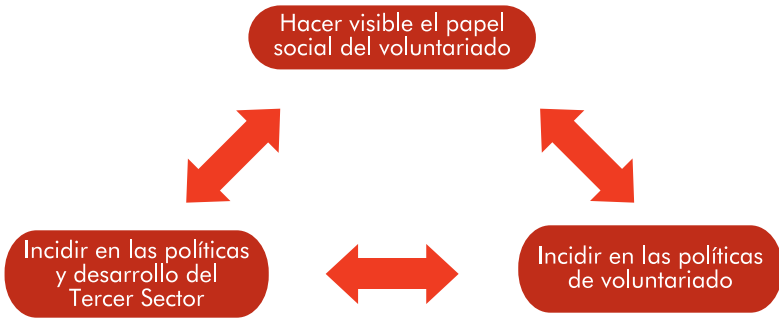 Hacer visible el papel
social del voluntariado
Incidir en las políticas
y desarrollo del
Tercer Sector
Incidir en las políticas
de voluntariado